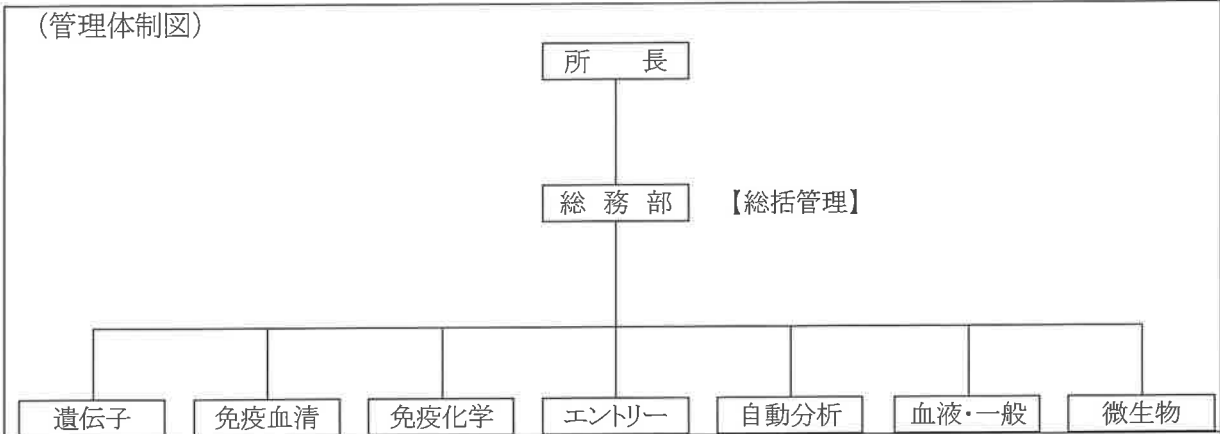 (管理体制図)
所　長
総 務 部 【総括管理】
遺伝子 免疫血清 免疫化学 エントリー 自動分析 血液・一般 微生物